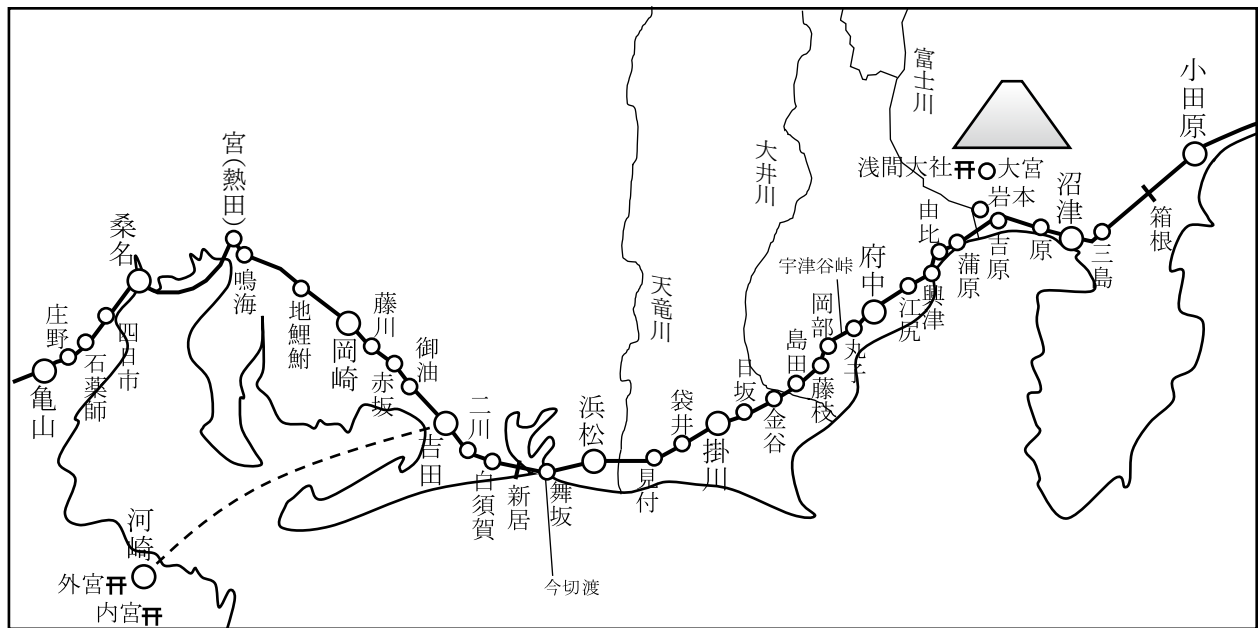 小田原
箱根
三島
沼津
原
吉原
岩本
大宮
浅間大社
富士川
蒲原
由比
興津
江尻
府中
丸子
宇津谷峠
岡部
藤枝
島田
大井川
金谷
日坂
掛川
袋井
見付
天竜川
浜松
舞坂
今切渡
新居
白須賀
二川
吉田
御油
赤坂
藤川
岡崎
地鯉鮒
鳴海
宮(熱田)
桑名
四日市
石薬師
庄野
亀山
河崎
外宮
内宮